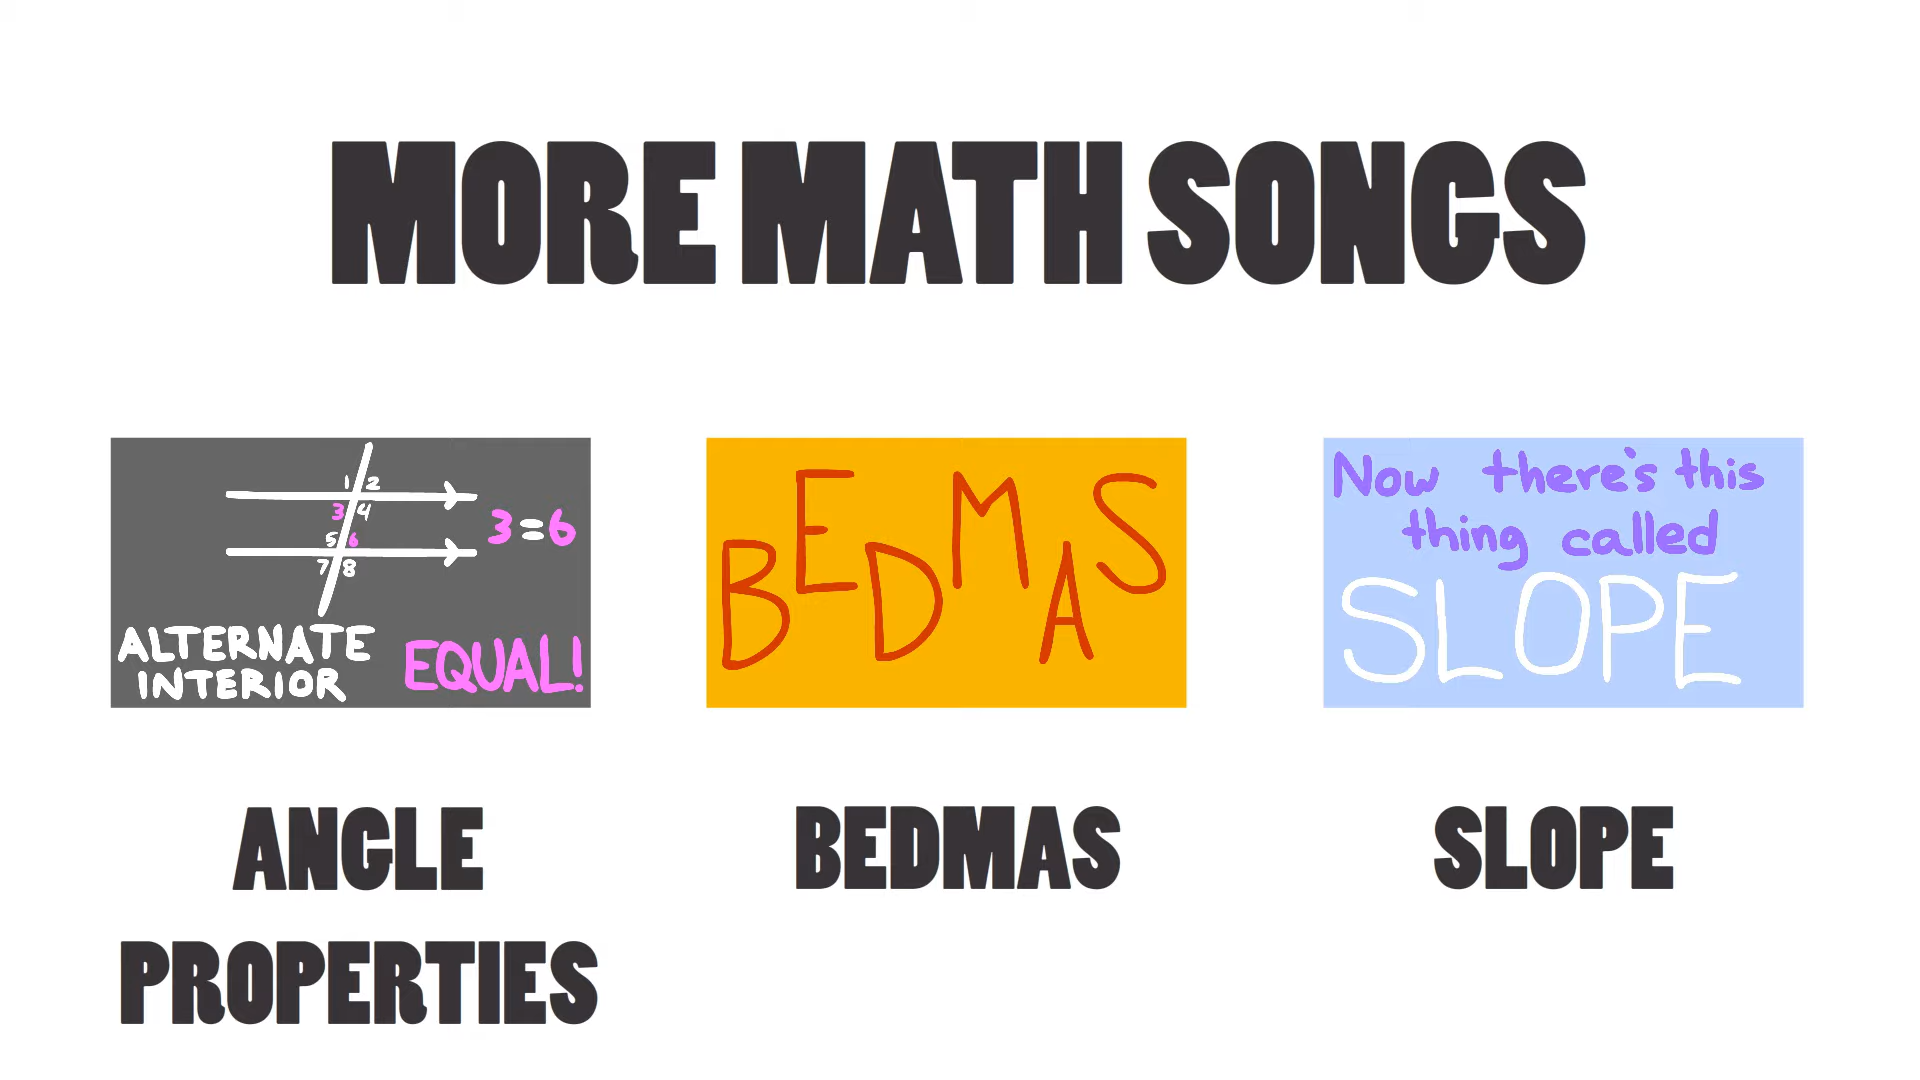 MORE MATH SONGS
1 2
3 4
3=6
5 6
7 8
ALTERNATE
INTERIOR
EQUAL!
BEDMAS
Now there's this
thing called
SLOPE
ANGLE
PROPERTIES
BEDMAS
SLOPE